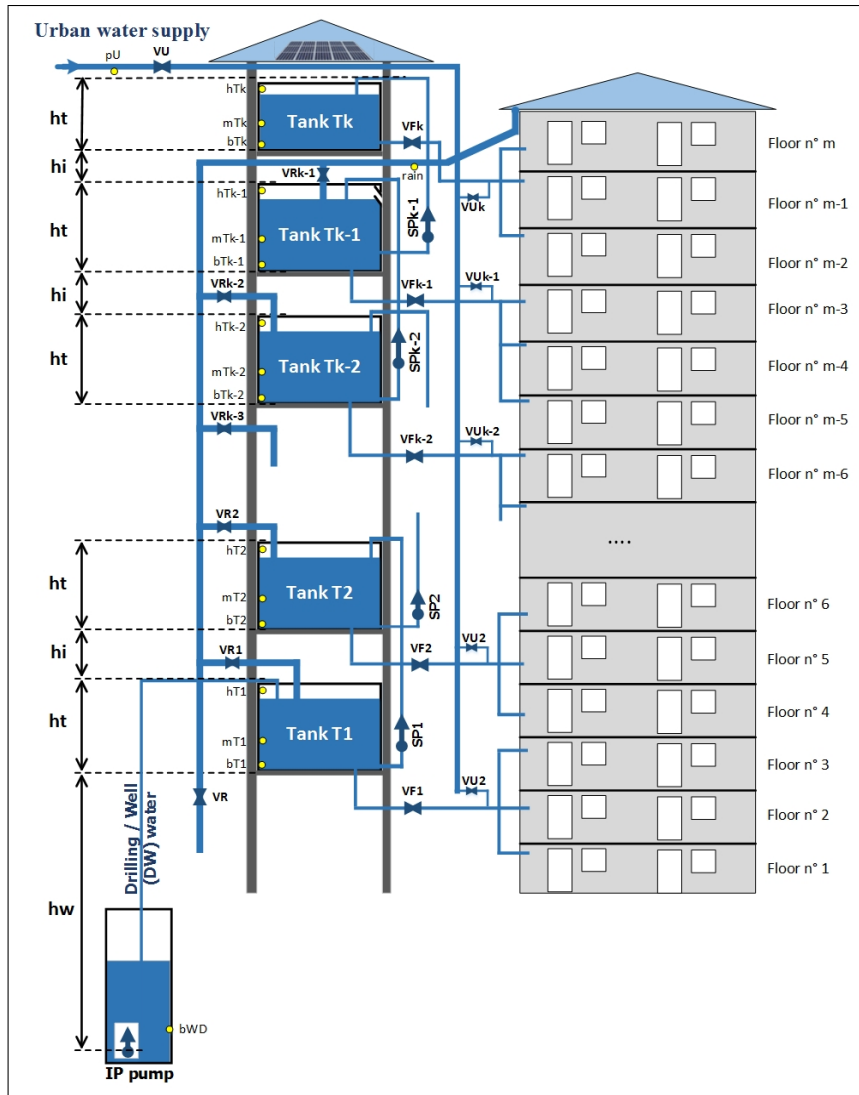 Urban water supply
pU
VU
hTk
mTk
bTk
Tank Tk
VFk
ht
hi
VRk-1
rain
hTk-1
mTk-1
bTk-1
Tank Tk-1
SPk-1
VUk
ht
hi
VRk-2
VFk-1
VUk-1
hTk-2
mTk-2
bTk-2
Tank Tk-2
SPk-2
ht
VRk-3
VFk-2
VUk-2
VR2
hT2
mT2
bT2
Tank T2
SP2
ht
hi
VR1
VF2
VU2
hT1
mT1
bT1
Tank T1
SP1
ht
VR
VF1
VU2
Drilling / Well
(DW) water
hw
bWD
IP pump
Floor n° m
Floor n° m-1
Floor n° m-2
Floor n° m-3
Floor n° m-4
Floor n° m-5
Floor n° m-6
....
Floor n° 6
Floor n° 5
Floor n° 4
Floor n° 3
Floor n° 2
Floor n° 1